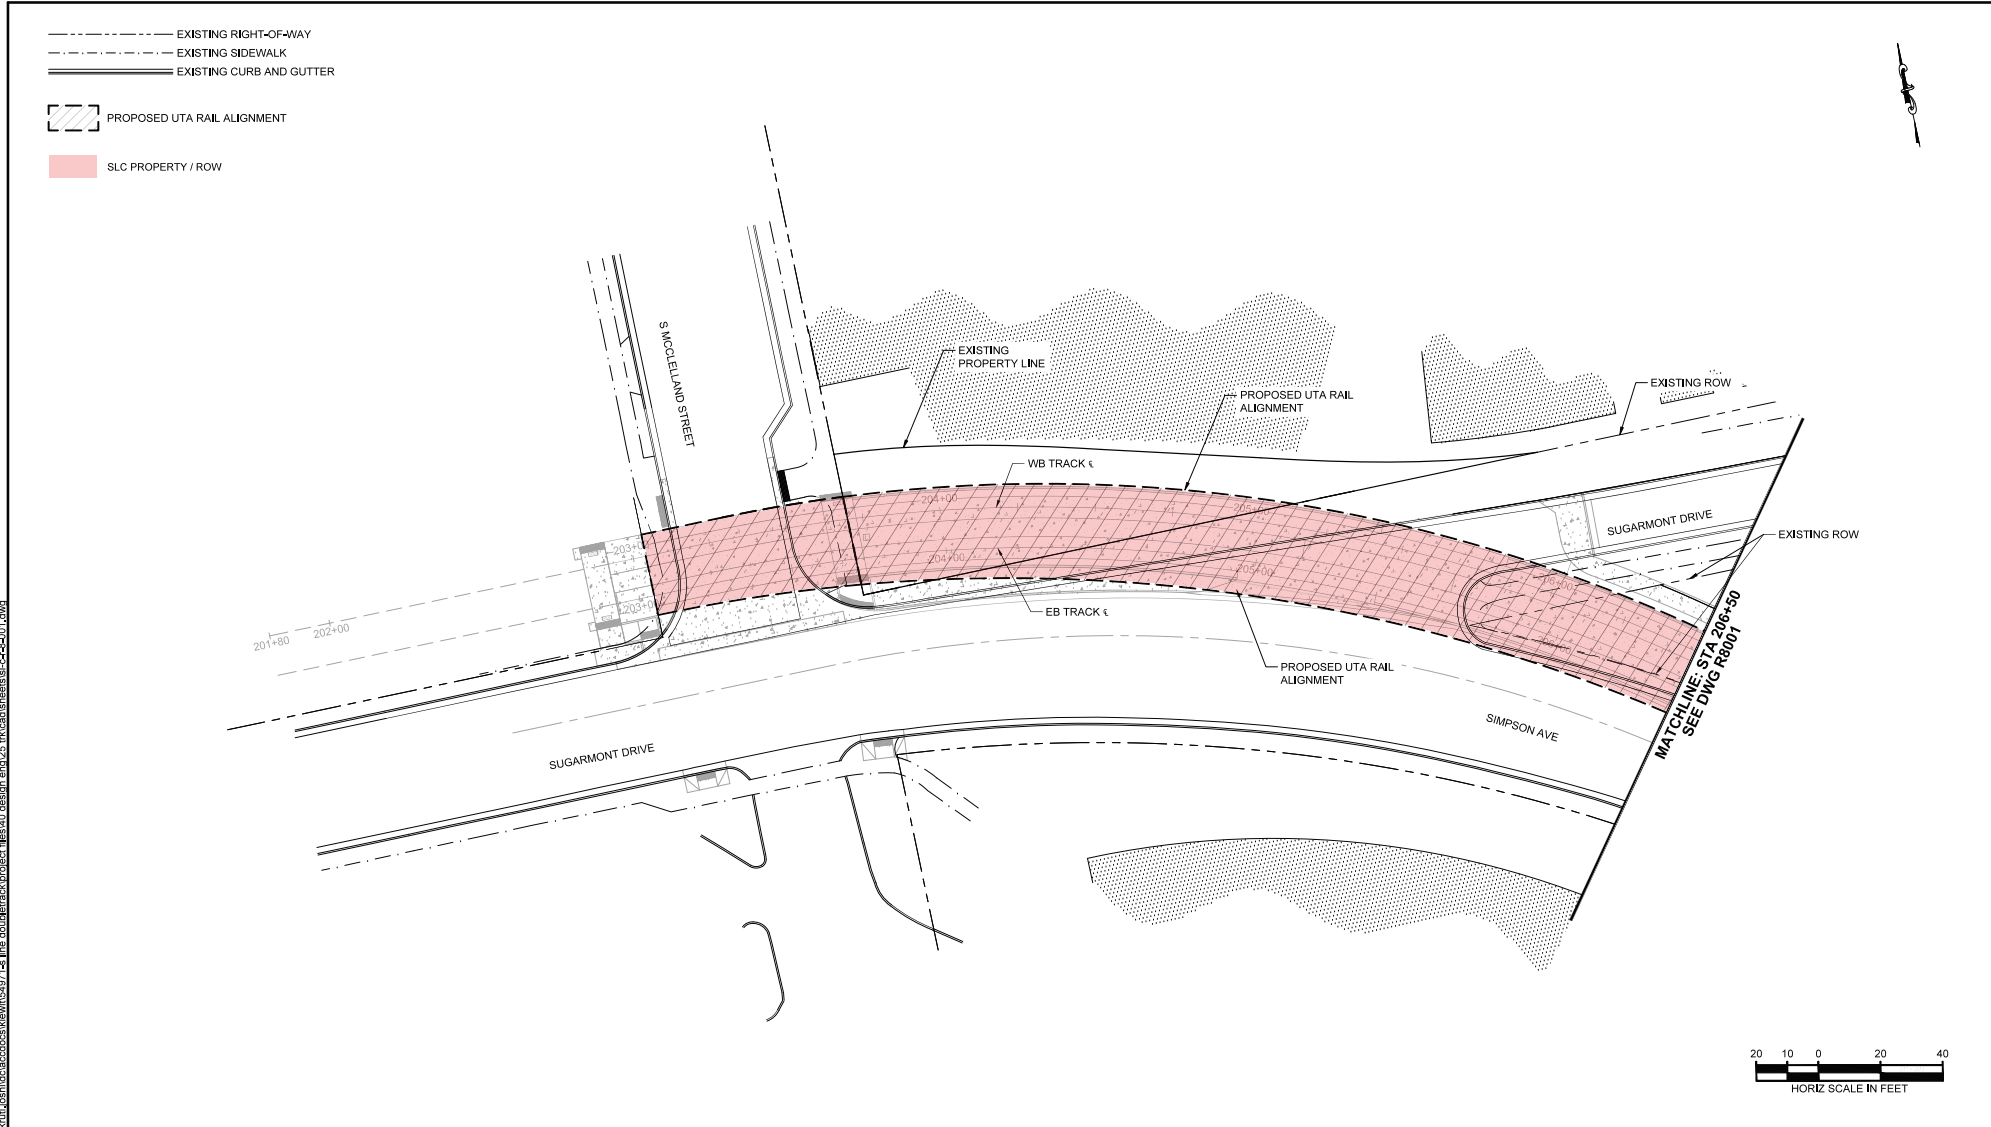 EXISTING RIGHT-OF-WAY
EXISTING SIDEWALK
EXISTING CURB AND GUTTER
PROPOSED UTA RAIL ALIGNMENT
SLC PROPERTY / ROW
S MCCLELLAND STREET
EXISTING
PROPERTY LINE
PROPOSED UTA RAIL
ALIGNMENT
EXISTING ROW
WB TRACK ℄
204+00
205+00
SUGARMONT DRIVE
EXISTING ROW
204+00
205+00
206+00
201+80
202+00
EB TRACK ℄
PROPOSED UTA RAIL
ALIGNMENT
MATCHLINE: STA 206+50
SEE DWG R8001
SIMPSON AVE
SUGARMONT DRIVE
20 10 0 20 40
HORIZ SCALE IN FEET